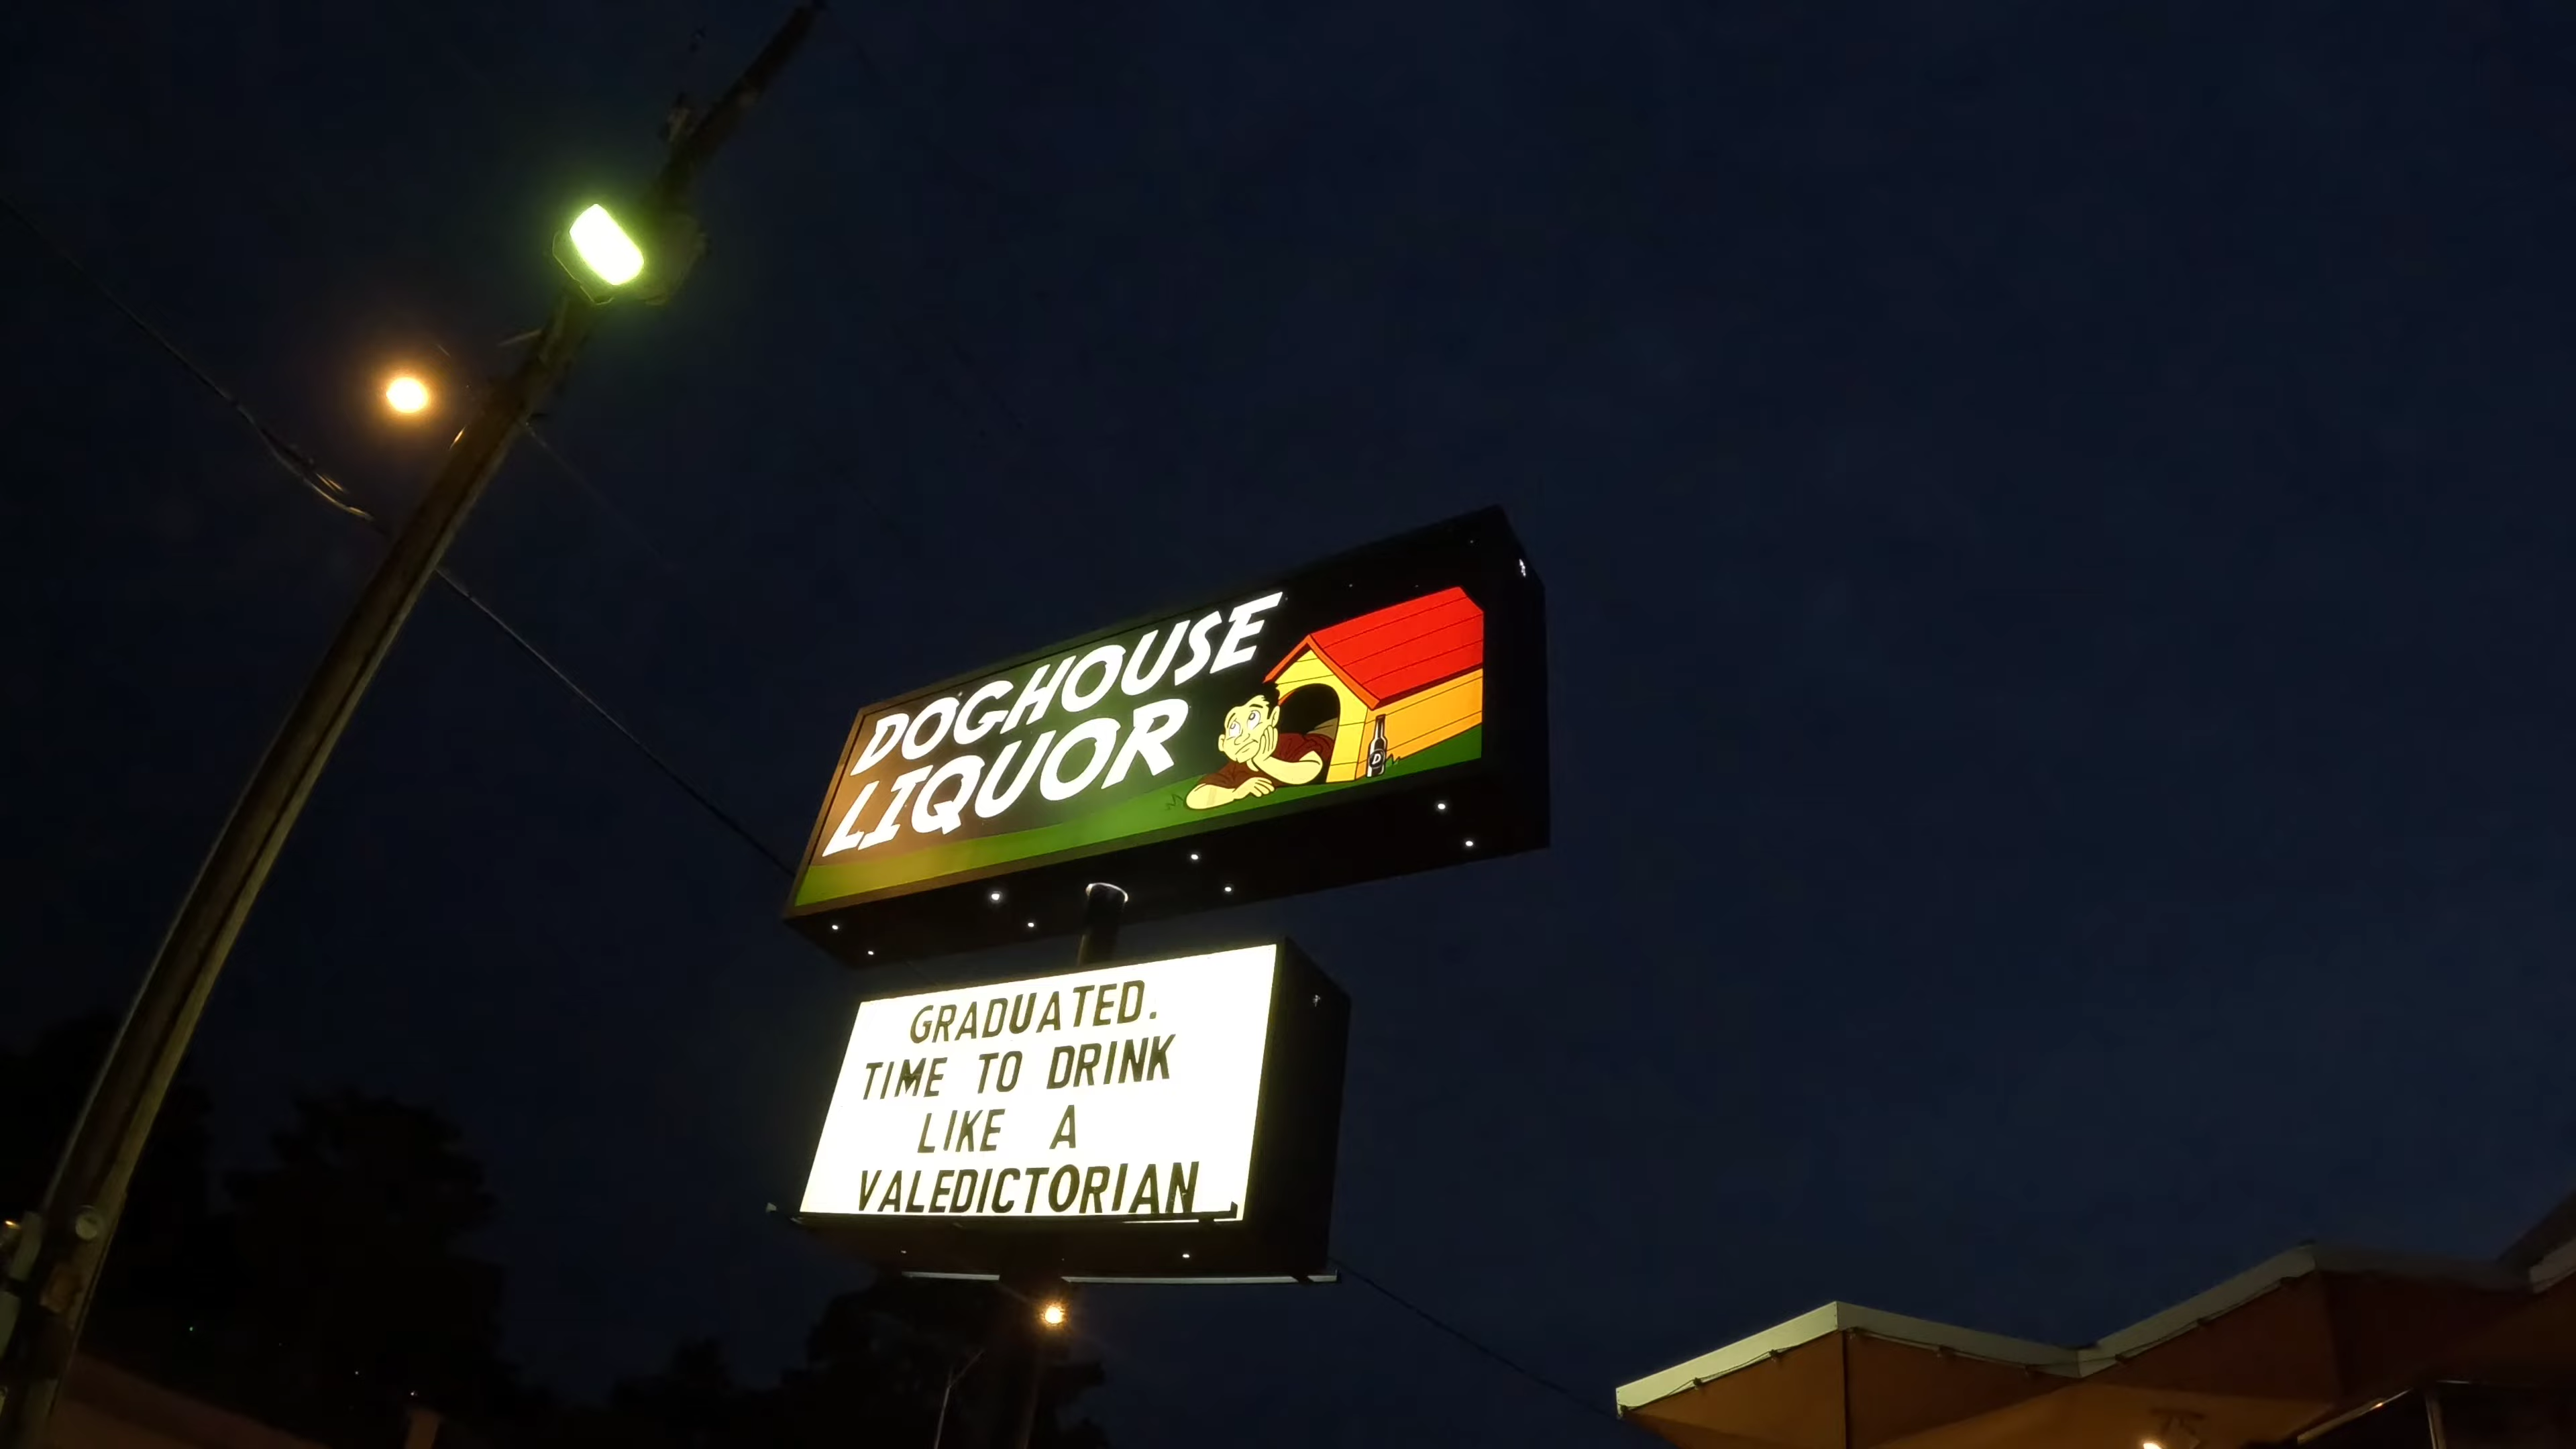 DOGHOUSE
LIQUOR
D
GRADUATED.
TIME TO DRINK
LIKE A
VALEDICTORIAN